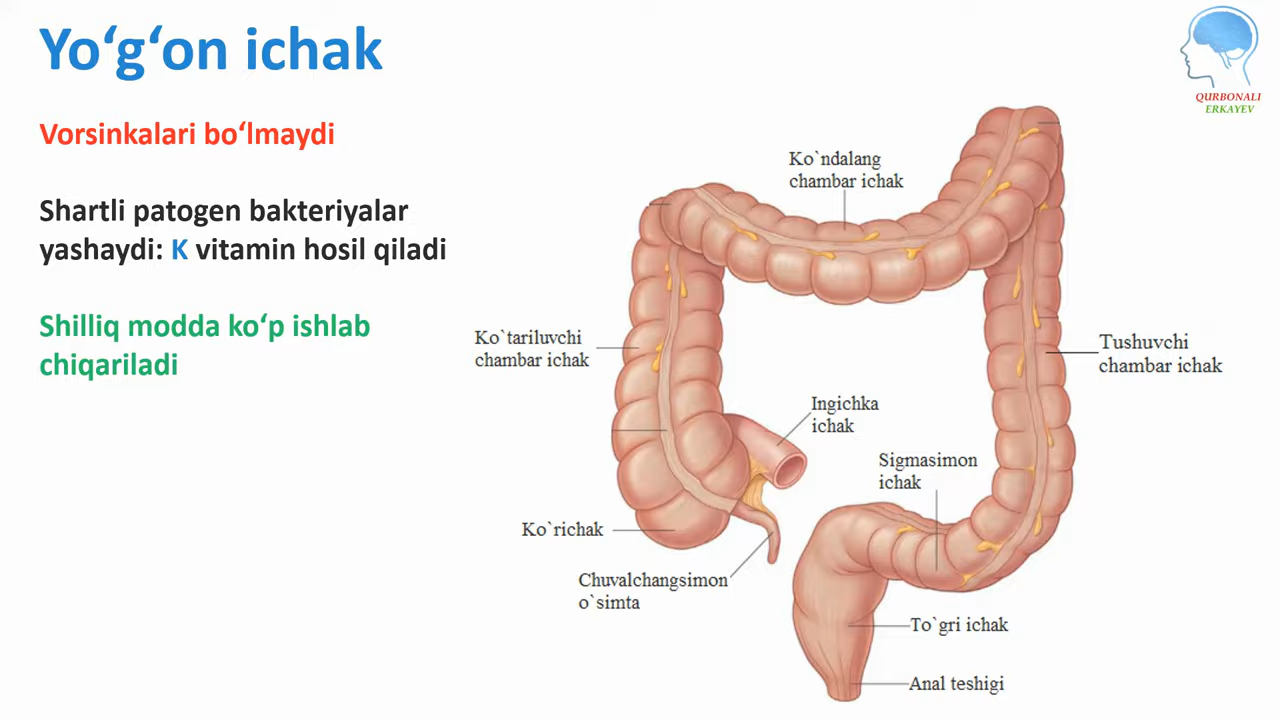 Yo‘g‘on ichak
QURBONALI
ERKAYEV
Vorsinkalari bo‘lmaydi
Shartli patogen bakteriyalar
yashaydi: K vitamin hosil qiladi
Shilliq modda ko‘p ishlab
chiqariladi
Ko`ndalang
chambar ichak
Ko`tariluvchi
chambar ichak
Tushuvchi
chambar ichak
Ingichka
ichak
Sigmasimon
ichak
Ko`richak
Chuvalchangsimon
o`simta
To`gri ichak
Anal teshigi